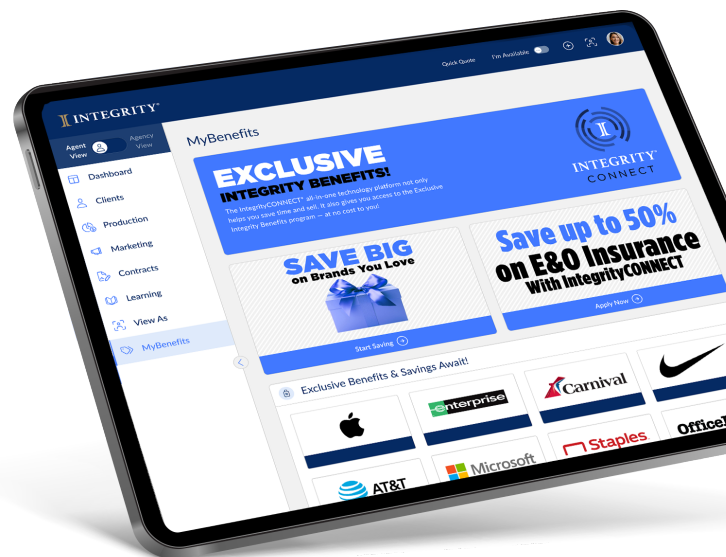 INTEGRITY®
Quick Quote
I'm Available
Agent View
Agency View
Dashboard
Clients
Production
Marketing
Contracts
Learning
View As
MyBenefits
MyBenefits
EXCLUSIVE
INTEGRITY BENEFITS!
The IntegrityCONNECT® all-in-one technology platform not only
helps you save time and sell. It also gives you access to the Exclusive
Integrity Benefits program — at no cost to you!
INTEGRITY®
CONNECT
SAVE BIG
on Brands You Love
Start Saving
Save up to 50%
on E&O Insurance
With IntegrityCONNECT
Apply Now
Exclusive Benefits & Savings Await!
enterprise
Carnival
AT&T
Microsoft
Staples